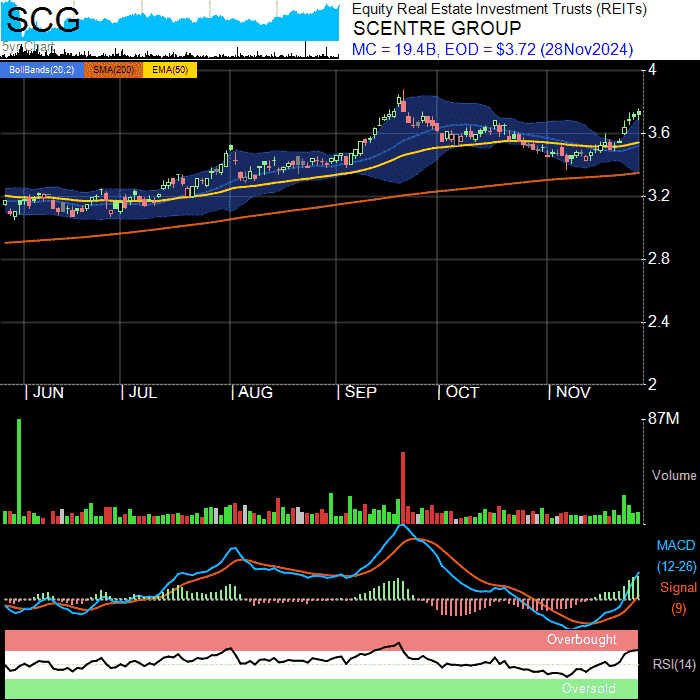 SCG
5yr Chart
Equity Real Estate Investment Trusts (REITs)
SCENTRE GROUP
MC = 19.4B, EOD = $3.72 (28Nov2024)
BollBands(20,2) SMA(200) EMA(50)
4
3.6
3.2
2.8
2.4
2
JUN JUL AUG SEP OCT NOV
87M
Volume
MACD
(12-26)
Signal
(9)
Overbought
RSI(14)
Oversold